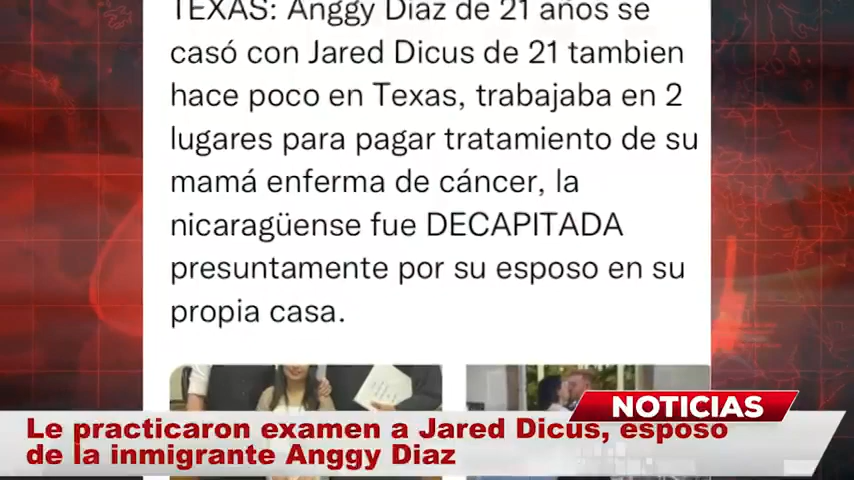 TEXAS: Anggy Diaz de 21 años se
casó con Jared Dicus de 21 tambien
hace poco en Texas, trabajaba en 2
lugares para pagar tratamiento de su
mamá enferma de cáncer, la
nicaragüense fue DECAPITADA
presuntamente por su esposo en su
propia casa.
NOTICIAS
Le practicaron examen a Jared Dicus, esposo
de la inmigrante Anggy Diaz